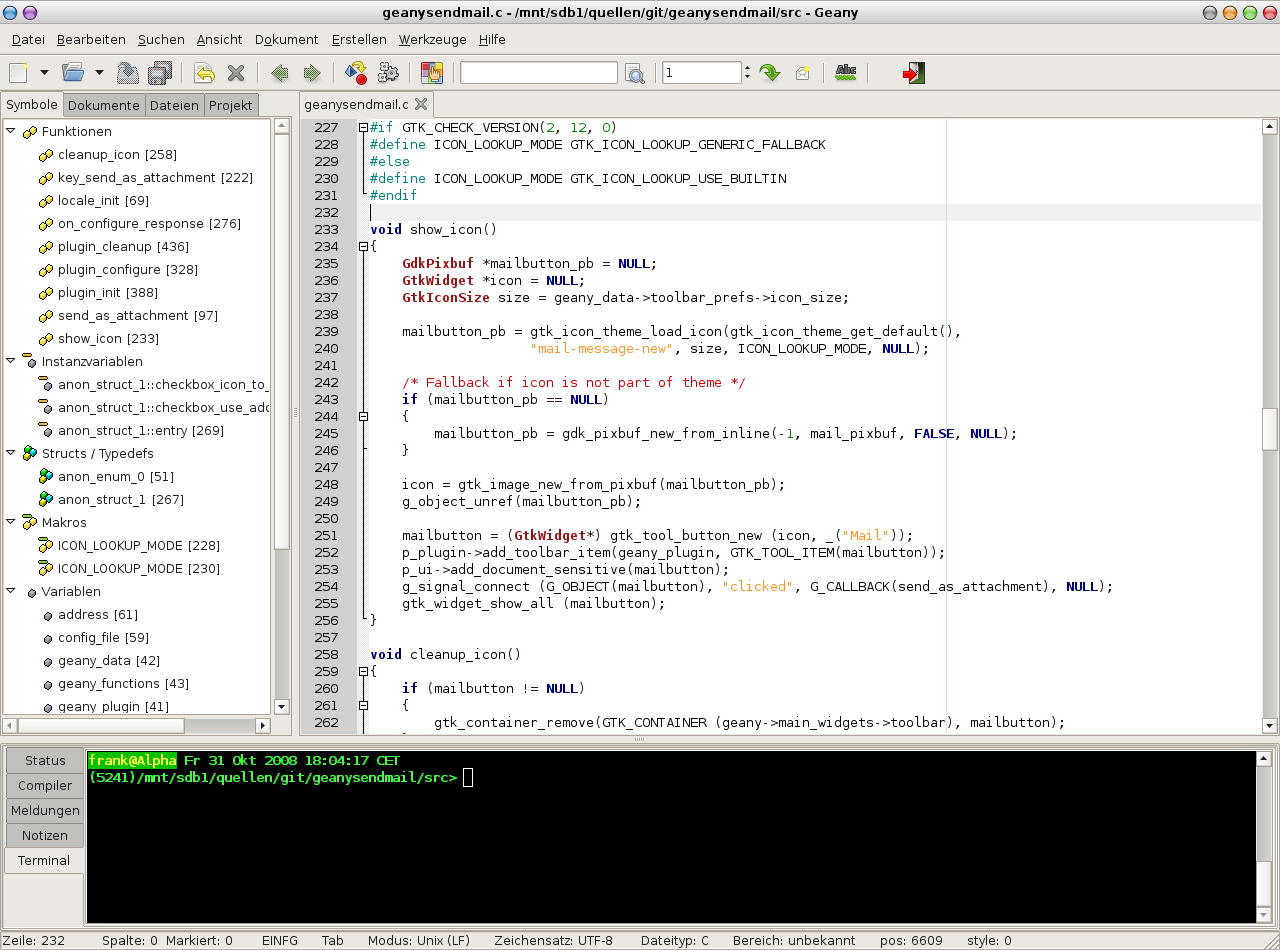 geanysendmail.c - /mnt/sdb1/quellen/git/geanysendmail/src - Geany
Datei Bearbeiten Suchen Ansicht Dokument Erstellen Werkzeuge Hilfe
1 Abc
Symbole Dokumente Dateien Projekt
Funktionen
cleanup_icon [258]
key_send_as_attachment [222]
locale_init [69]
on_configure_response [276]
plugin_cleanup [436]
plugin_configure [328]
plugin_init [388]
send_as_attachment [97]
show_icon [233]
Instanzvariablen
anon_struct_1::checkbox_icon_to_
anon_struct_1::checkbox_use_add
anon_struct_1::entry [269]
Structs / Typedefs
anon_enum_0 [51]
anon_struct_1 [267]
Makros
ICON_LOOKUP_MODE [228]
ICON_LOOKUP_MODE [230]
Variablen
address [61]
config_file [59]
geany_data [42]
geany_functions [43]
geany_plugin [41]
geanysendmail.c
227 #if GTK_CHECK_VERSION(2, 12, 0)
228 #define ICON_LOOKUP_MODE GTK_ICON_LOOKUP_GENERIC_FALLBACK
229 #else
230 #define ICON_LOOKUP_MODE GTK_ICON_LOOKUP_USE_BUILTIN
231 #endif
232
233 void show_icon()
234 {
235     GdkPixbuf *mailbutton_pb = NULL;
236     GtkWidget *icon = NULL;
237     GtkIconSize size = geany_data->toolbar_prefs->icon_size;
238
239     mailbutton_pb = gtk_icon_theme_load_icon(gtk_icon_theme_get_default(),
240                     "mail-message-new", size, ICON_LOOKUP_MODE, NULL);
241
242     /* Fallback if icon is not part of theme */
243     if (mailbutton_pb == NULL)
244     {
245         mailbutton_pb = gdk_pixbuf_new_from_inline(-1, mail_pixbuf, FALSE, NULL);
246     }
247
248     icon = gtk_image_new_from_pixbuf(mailbutton_pb);
249     g_object_unref(mailbutton_pb);
250
251     mailbutton = (GtkWidget*) gtk_tool_button_new (icon, _("Mail"));
252     p_plugin->add_toolbar_item(geany_plugin, GTK_TOOL_ITEM(mailbutton));
253     p_ui->add_document_sensitive(mailbutton);
254     g_signal_connect (G_OBJECT(mailbutton), "clicked", G_CALLBACK(send_as_attachment), NULL);
255     gtk_widget_show_all (mailbutton);
256 }
257
258 void cleanup_icon()
259 {
260     if (mailbutton != NULL)
261     {
262         gtk_container_remove(GTK_CONTAINER (geany->main_widgets->toolbar), mailbutton);
Status
Compiler
Meldungen
Notizen
Terminal
frank@Alpha Fr 31 Okt 2008 18:04:17 CET
(5241)/mnt/sdb1/quellen/git/geanysendmail/src>
Zeile: 232 Spalte: 0 Markiert: 0 EINFG Tab Modus: Unix (LF) Zeichensatz: UTF-8 Dateityp: C Bereich: unbekannt pos: 6609 style: 0